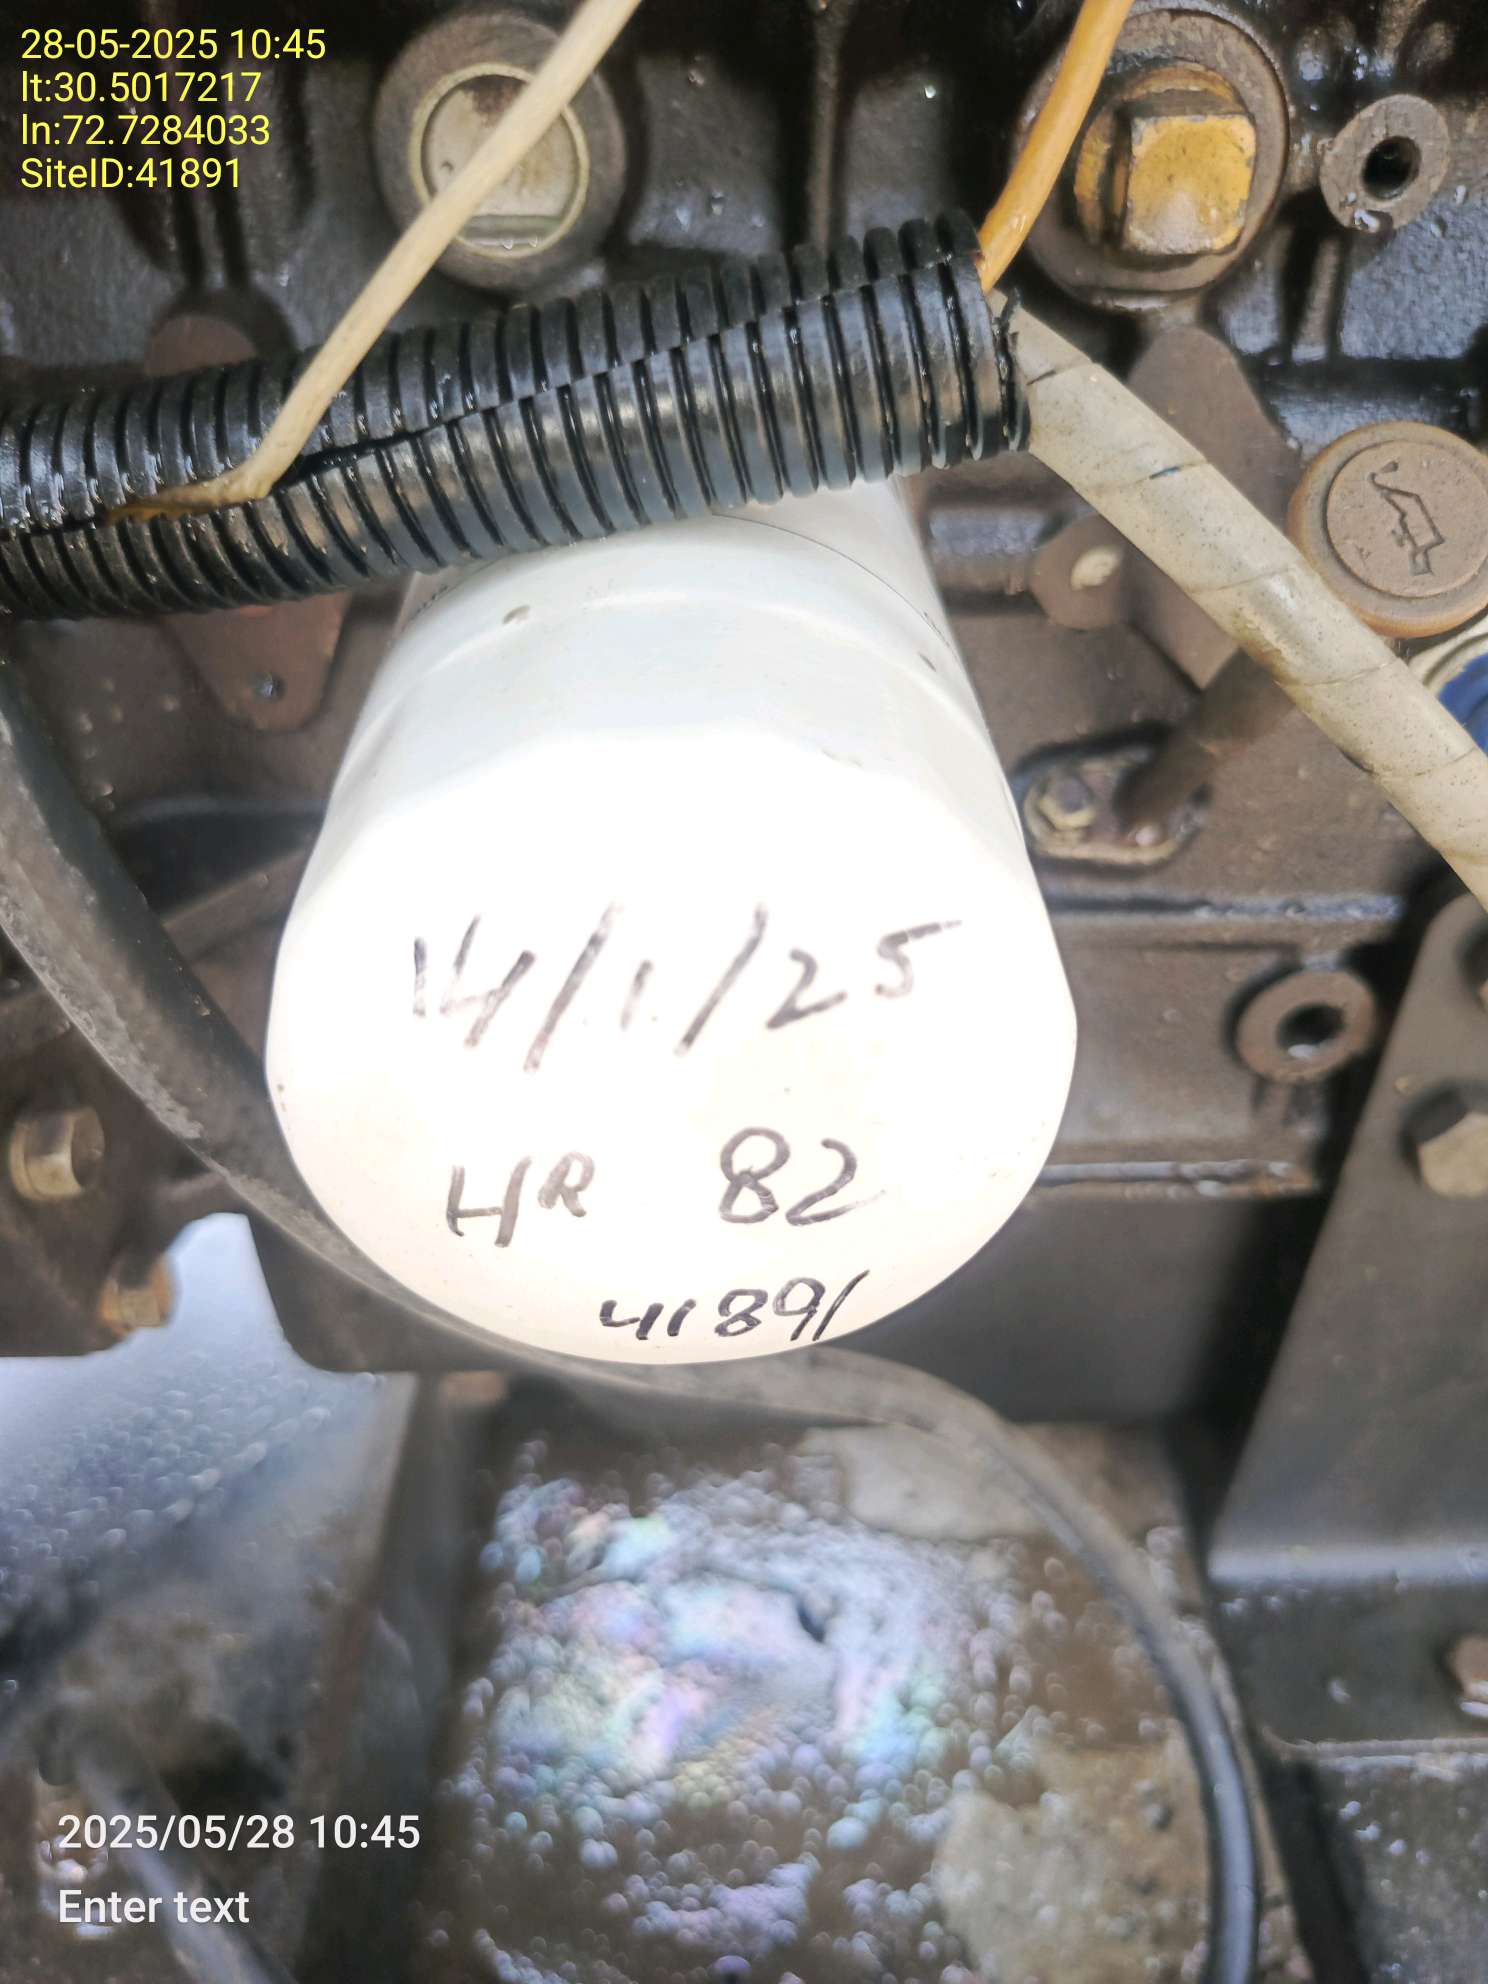 28-05-2025 10:45
lt:30.5017217
ln:72.7284033
SiteID:41891
14/1/25
HR 82
41891
2025/05/28 10:45
Enter text